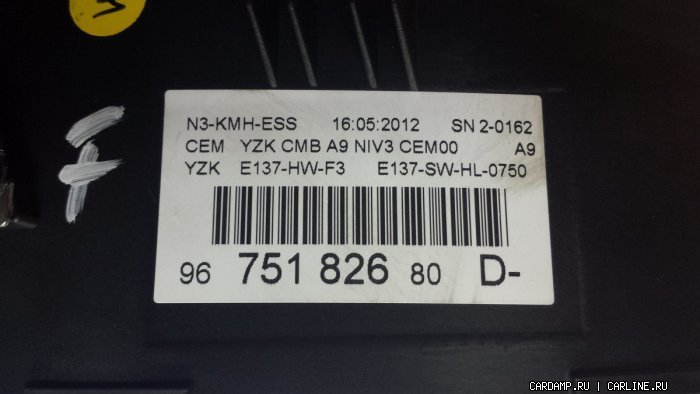 N3-KMH-ESS 16:05:2012 SN 2-0162
CEM YZK CMB A9 NIV3 CEM00 A9
YZK E137-HW-F3 E137-SW-HL-0750
96 751 826 80 D-
CARDAMP.RU | CARLINE.RU